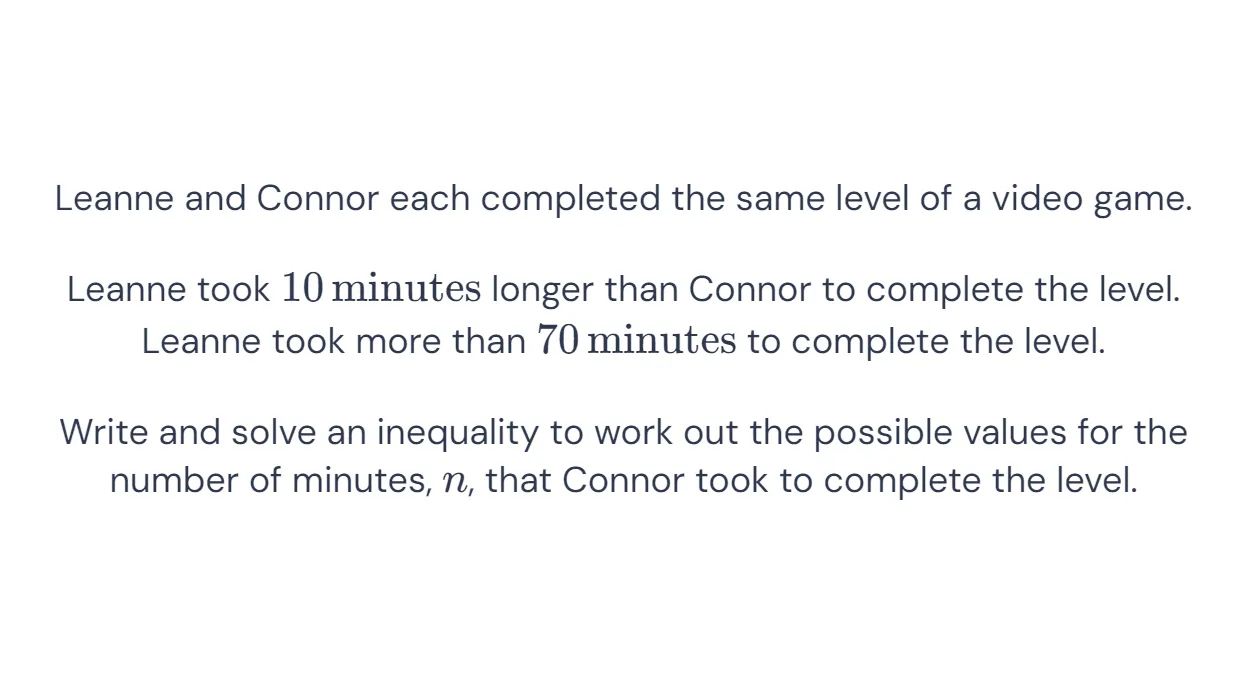 Leanne and Connor each completed the same level of a video game.
Leanne took 10 minutes longer than Connor to complete the level.
Leanne took more than 70 minutes to complete the level.
Write and solve an inequality to work out the possible values for the
number of minutes, n, that Connor took to complete the level.